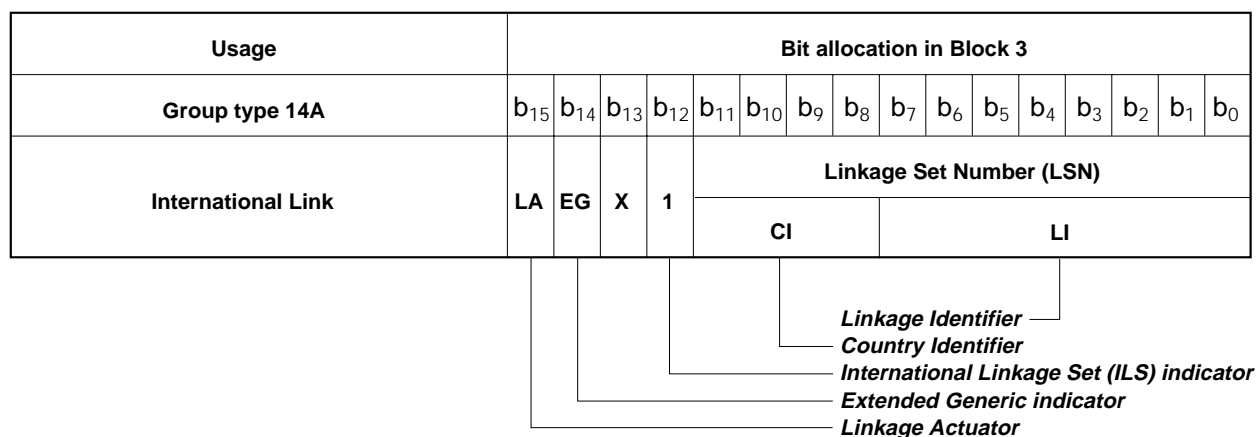 Usage Bit allocation in Block 3
Group type 14A b15 b14 b13 b12 b11 b10 b9 b8 b7 b6 b5 b4 b3 b2 b1 b0
Linkage Set Number (LSN)
International Link LA EG X 1
CI LI
Linkage Identifier
Country Identifier
International Linkage Set (ILS) indicator
Extended Generic indicator
Linkage Actuator